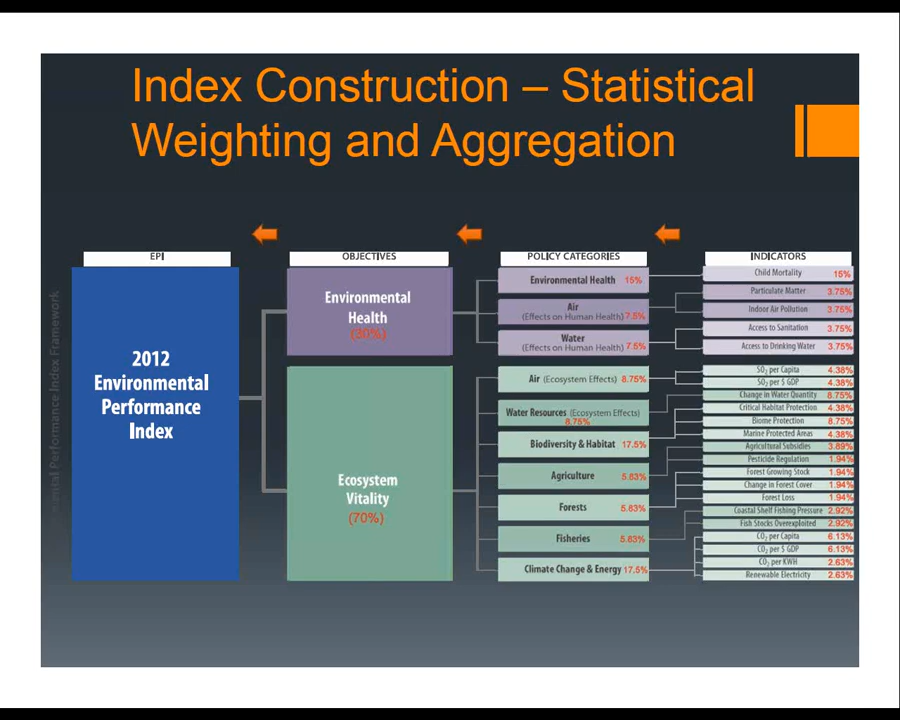 Index Construction – Statistical
Weighting and Aggregation
EPI
OBJECTIVES
POLICY CATEGORIES
INDICATORS
2012
Environmental
Performance
Index
Environmental
Health
(30%)
Ecosystem
Vitality
(70%)
Environmental Health 15%
Air
(Effects on Human Health) 7.5%
Water
(Effects on Human Health) 7.5%
Air (Ecosystem Effects) 8.75%
Water Resources (Ecosystem Effects)
8.75%
Biodiversity & Habitat 17.5%
Agriculture 5.83%
Forests 5.83%
Fisheries 5.83%
Climate Change & Energy 17.5%
Child Mortality 15%
Particulate Matter 3.75%
Indoor Air Pollution 3.75%
Access to Sanitation 3.75%
Access to Drinking Water 3.75%
SO₂ per Capita 4.38%
SO₂ per $ GDP 4.38%
Change in Water Quantity 8.75%
Critical Habitat Protection 4.38%
Biome Protection 8.75%
Marine Protected Areas 4.38%
Agricultural Subsidies 3.89%
Pesticide Regulation 1.94%
Forest Growing Stock 1.94%
Change in Forest Cover 1.94%
Forest Loss 1.94%
Coastal Shelf Fishing Pressure 2.92%
Fish Stocks Overexploited 2.92%
CO₂ per Capita 6.13%
CO₂ per $ GDP 6.13%
CO₂ per KWH 2.63%
Renewable Electricity 2.63%
Performance Index Framework